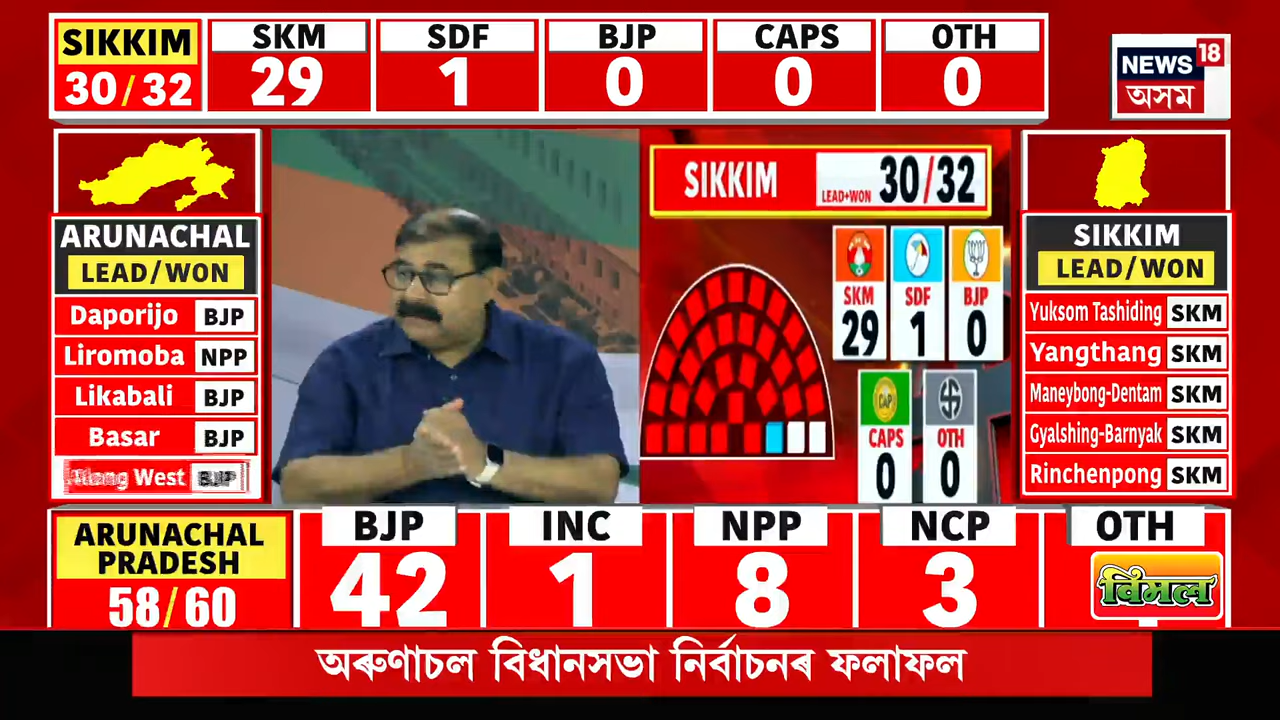 SIKKIM
30/32
SKM
29
SDF
1
BJP
0
CAPS
0
OTH
0
NEWS 18
অসম
ARUNACHAL
LEAD/WON
Daporijo BJP
Liromoba NPP
Likabali BJP
Basar BJP
West BJP
SIKKIM
LEAD+WON 30/32
SKM
29
SDF
1
BJP
0
CAP
CAPS
0
OTH
0
SIKKIM
LEAD/WON
Yuksom Tashiding SKM
Yangthang SKM
Maneybong-Dentam SKM
Gyalshing-Barnyak SKM
Rinchenpong SKM
ARUNACHAL
PRADESH
58/60
BJP
42
INC
1
NPP
8
NCP
3
OTH
বিমল
অৰুণাচল বিধানসভা নিৰ্বাচনৰ ফলাফল